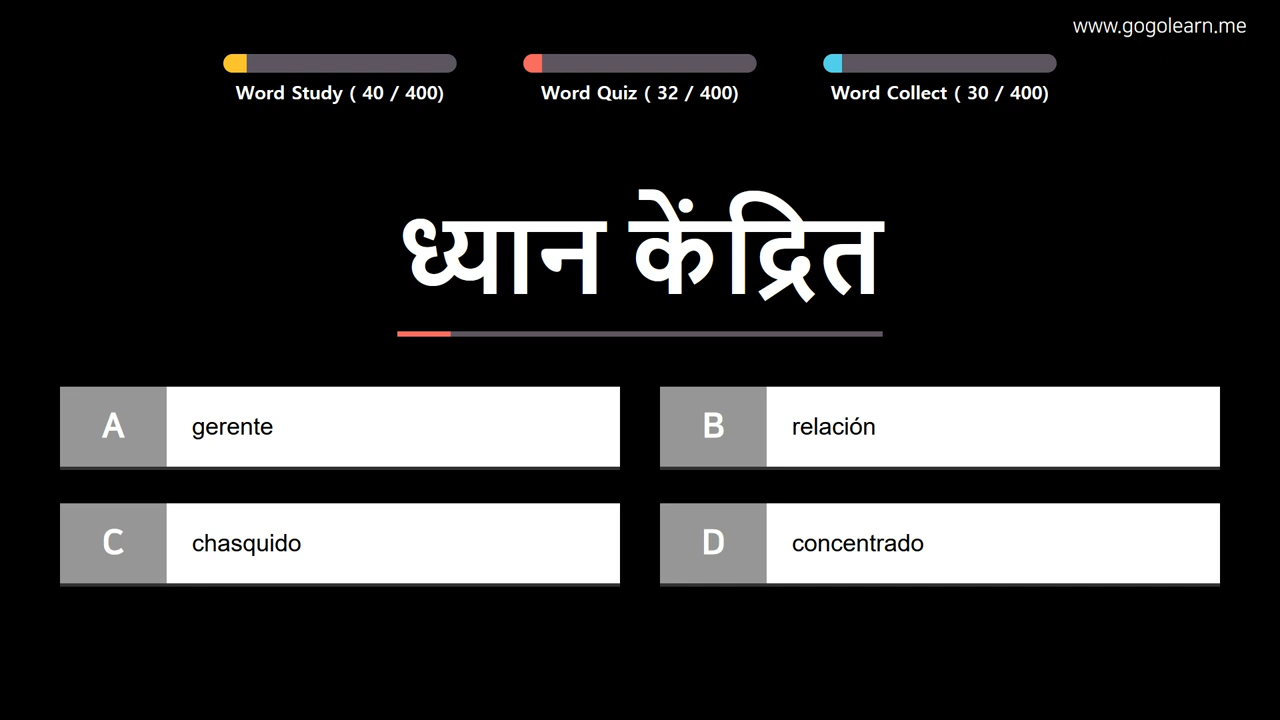 www.gogolearn.me
Word Study ( 40 / 400)
Word Quiz ( 32 / 400)
Word Collect ( 30 / 400)
ध्यान केंद्रित
A gerente
B relación
C chasquido
D concentrado